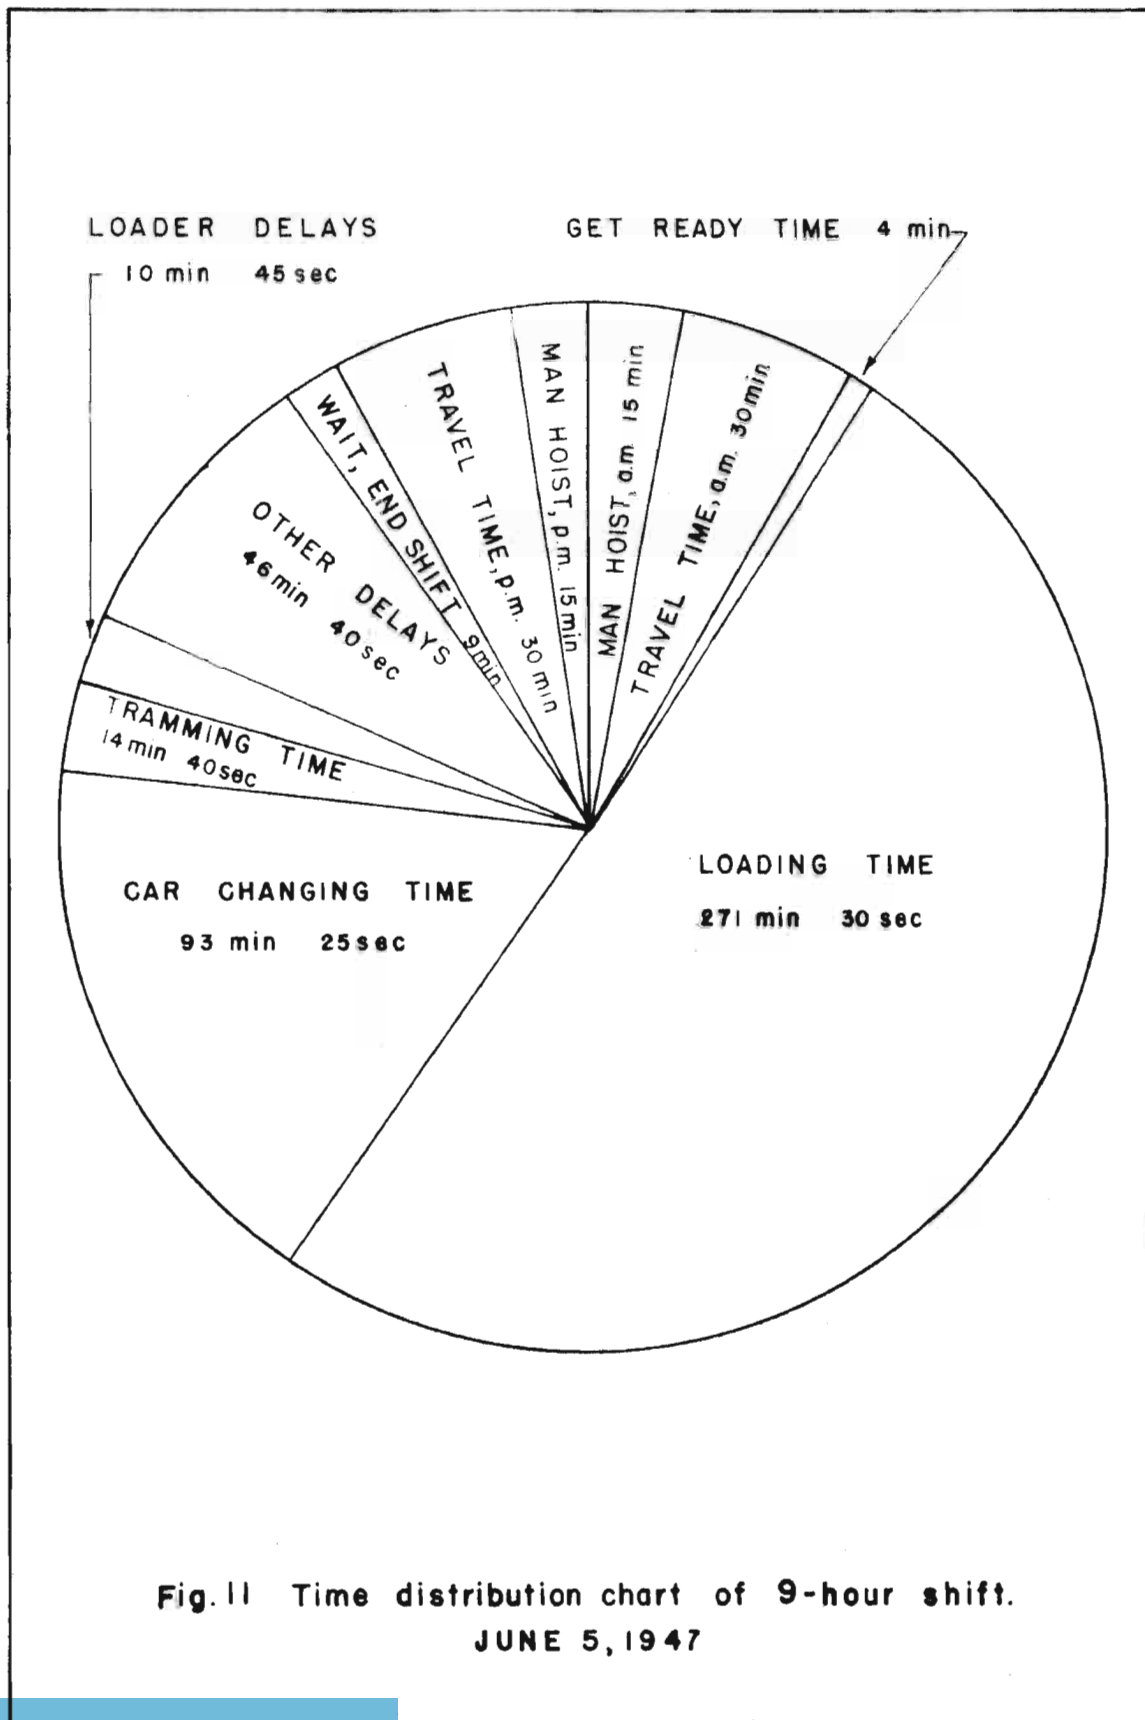 LOADER DELAYS
10 min 45 sec
GET READY TIME 4 min
MAN HOIST, a.m. 15 min
TRAVEL TIME, a.m. 30 min
LOADING TIME
271 min 30 sec
CAR CHANGING TIME
93 min 25 sec
TRAMMING TIME
14 min 40 sec
OTHER DELAYS
46 min
40 sec
WAIT, END SHIFT 9 min
TRAVEL TIME, p.m. 30 min
MAN HOIST, p.m. 15 min
Fig. 11 Time distribution chart of 9-hour shift.
JUNE 5, 1947